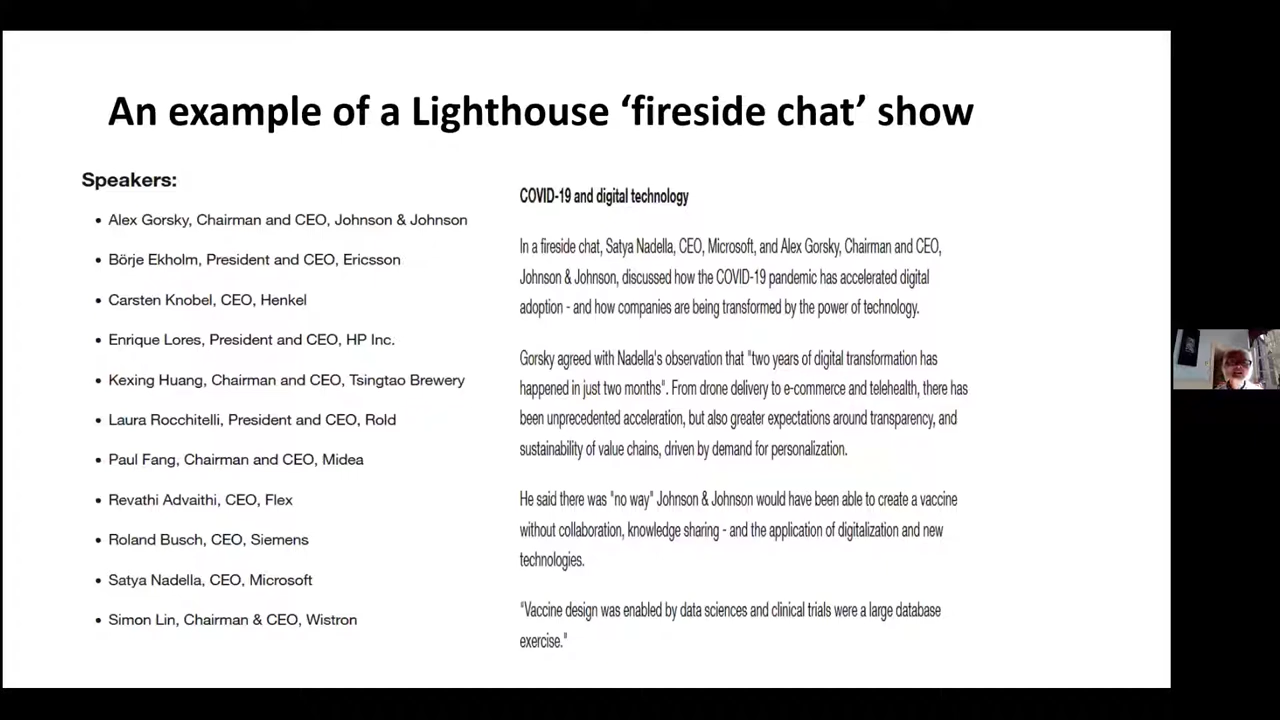 An example of a Lighthouse ‘fireside chat’ show
Speakers:
• Alex Gorsky, Chairman and CEO, Johnson & Johnson
• Börje Ekholm, President and CEO, Ericsson
• Carsten Knobel, CEO, Henkel
• Enrique Lores, President and CEO, HP Inc.
• Kexing Huang, Chairman and CEO, Tsingtao Brewery
• Laura Rocchitelli, President and CEO, Rold
• Paul Fang, Chairman and CEO, Midea
• Revathi Advaithi, CEO, Flex
• Roland Busch, CEO, Siemens
• Satya Nadella, CEO, Microsoft
• Simon Lin, Chairman & CEO, Wistron
COVID-19 and digital technology
In a fireside chat, Satya Nadella, CEO, Microsoft, and Alex Gorsky, Chairman and CEO,
Johnson & Johnson, discussed how the COVID-19 pandemic has accelerated digital
adoption - and how companies are being transformed by the power of technology.
Gorsky agreed with Nadella's observation that "two years of digital transformation has
happened in just two months". From drone delivery to e-commerce and telehealth, there has
been unprecedented acceleration, but also greater expectations around transparency, and
sustainability of value chains, driven by demand for personalization.
He said there was "no way" Johnson & Johnson would have been able to create a vaccine
without collaboration, knowledge sharing - and the application of digitalization and new
technologies.
"Vaccine design was enabled by data sciences and clinical trials were a large database
exercise."